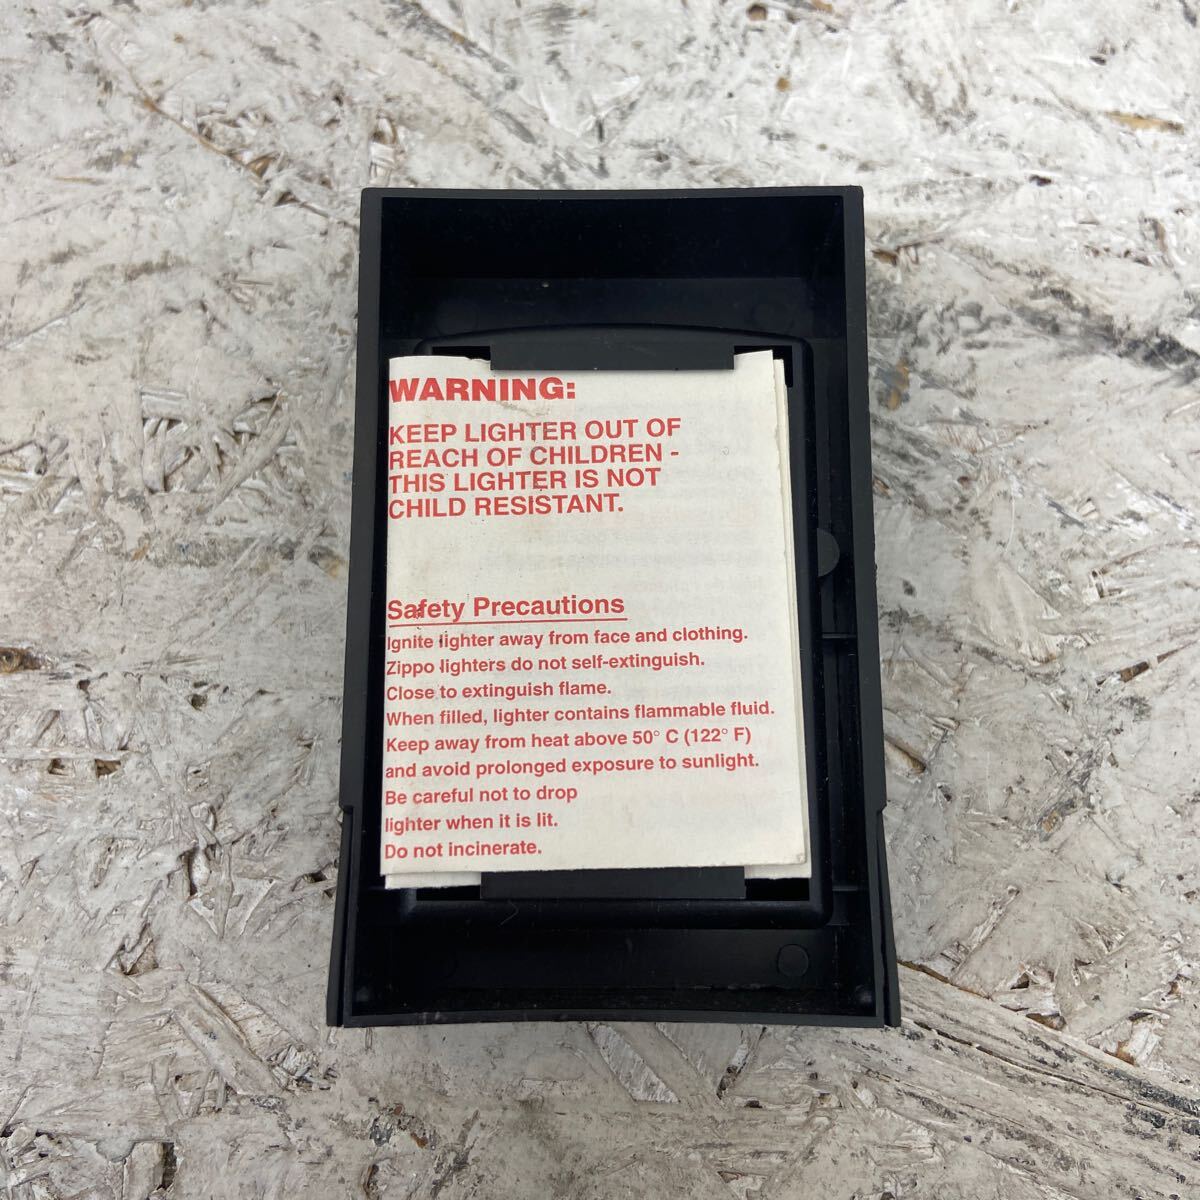 WARNING:
KEEP LIGHTER OUT OF
REACH OF CHILDREN -
THIS LIGHTER IS NOT
CHILD RESISTANT.
Safety Precautions
Ignite lighter away from face and clothing.
Zippo lighters do not self-extinguish.
Close to extinguish flame.
When filled, lighter contains flammable fluid.
Keep away from heat above 50° C (122° F)
and avoid prolonged exposure to sunlight.
Be careful not to drop
lighter when it is lit.
Do not incinerate.